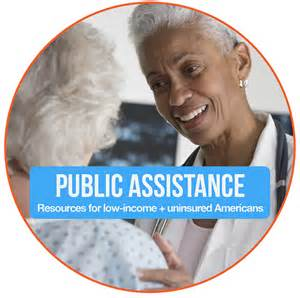 PUBLIC ASSISTANCE
Resources for low-income + uninsured Americans